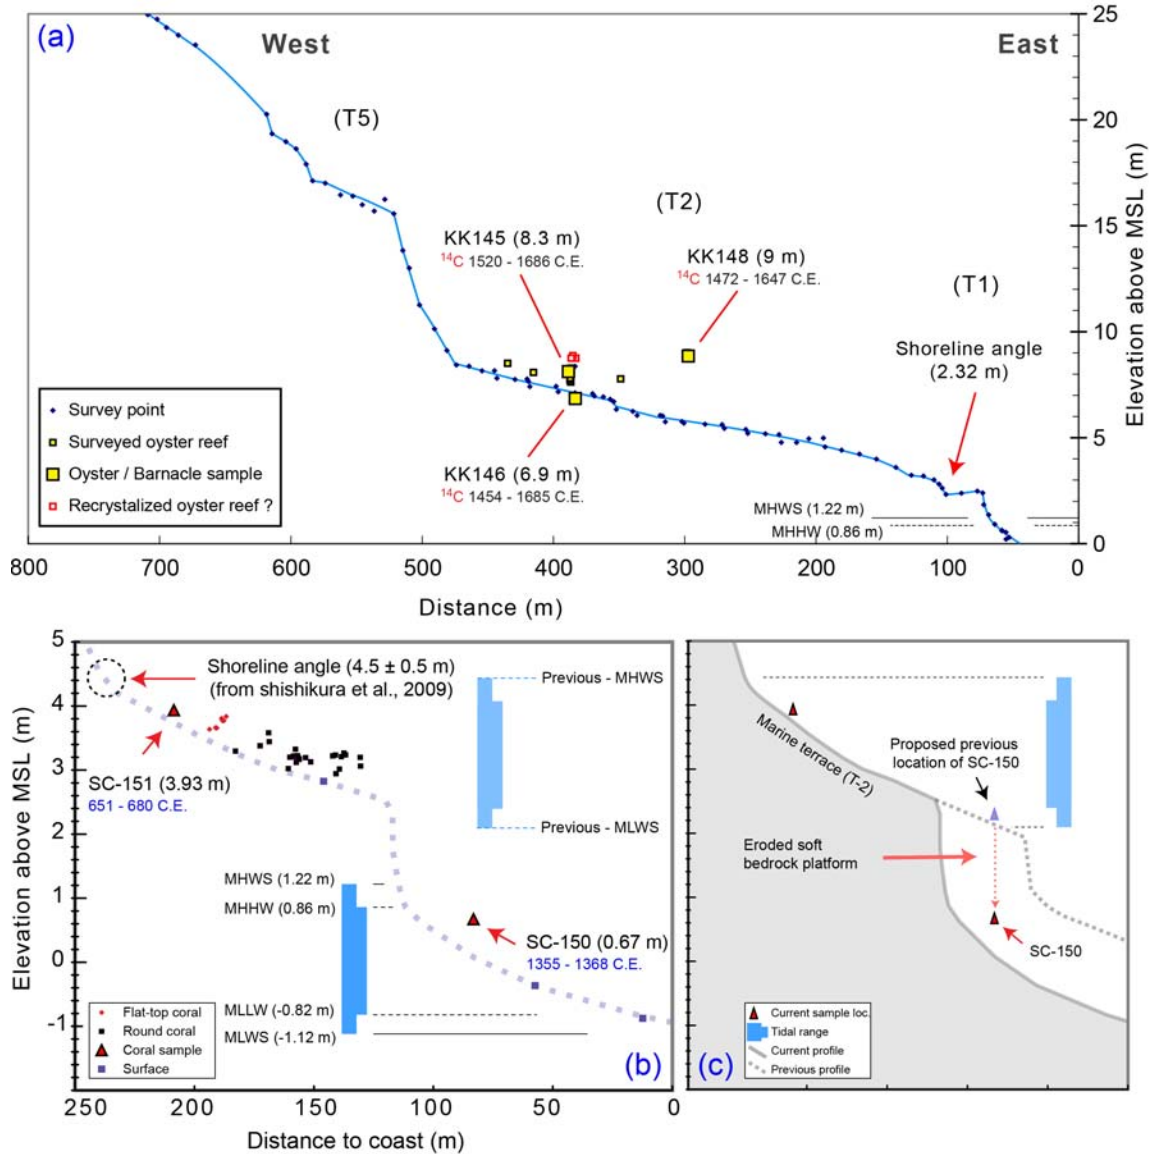 (a)
West
East
25
20
15
10
5
0
Elevation above MSL (m)
(T5)
(T2)
(T1)
KK145 (8.3 m)
14C 1520 - 1686 C.E.
KK148 (9 m)
14C 1472 - 1647 C.E.
Shoreline angle
(2.32 m)
KK146 (6.9 m)
14C 1454 - 1685 C.E.
MHWS (1.22 m)
MHHW (0.86 m)
Survey point
Surveyed oyster reef
Oyster / Barnacle sample
Recrystalized oyster reef ?
800
700
600
500
400
300
200
100
0
Distance (m)
5
4
3
2
1
0
-1
Elevation above MSL (m)
Shoreline angle (4.5 ± 0.5 m)
(from shishikura et al., 2009)
Previous - MHWS
SC-151 (3.93 m)
651 - 680 C.E.
Previous - MLWS
MHWS (1.22 m)
MHHW (0.86 m)
SC-150 (0.67 m)
1355 - 1368 C.E.
MLLW (-0.82 m)
MLWS (-1.12 m)
Flat-top coral
Round coral
Coral sample
Surface
(b)
250
200
150
100
50
0
Distance to coast (m)
Marine terrace (T-2)
Proposed previous
location of SC-150
Eroded soft
bedrock platform
SC-150
Current sample loc.
Tidal range
Current profile
Previous profile
(c)